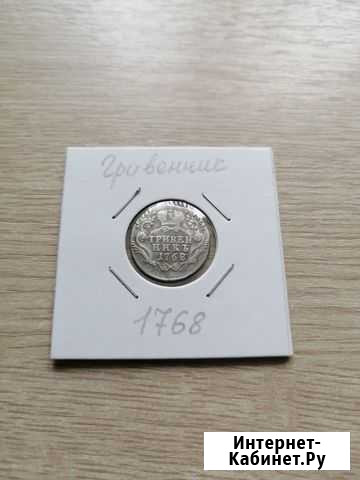 Гривенник
ГРИВЕН
НИКЪ
1768
1768
Интернет-
Кабинет.Ру